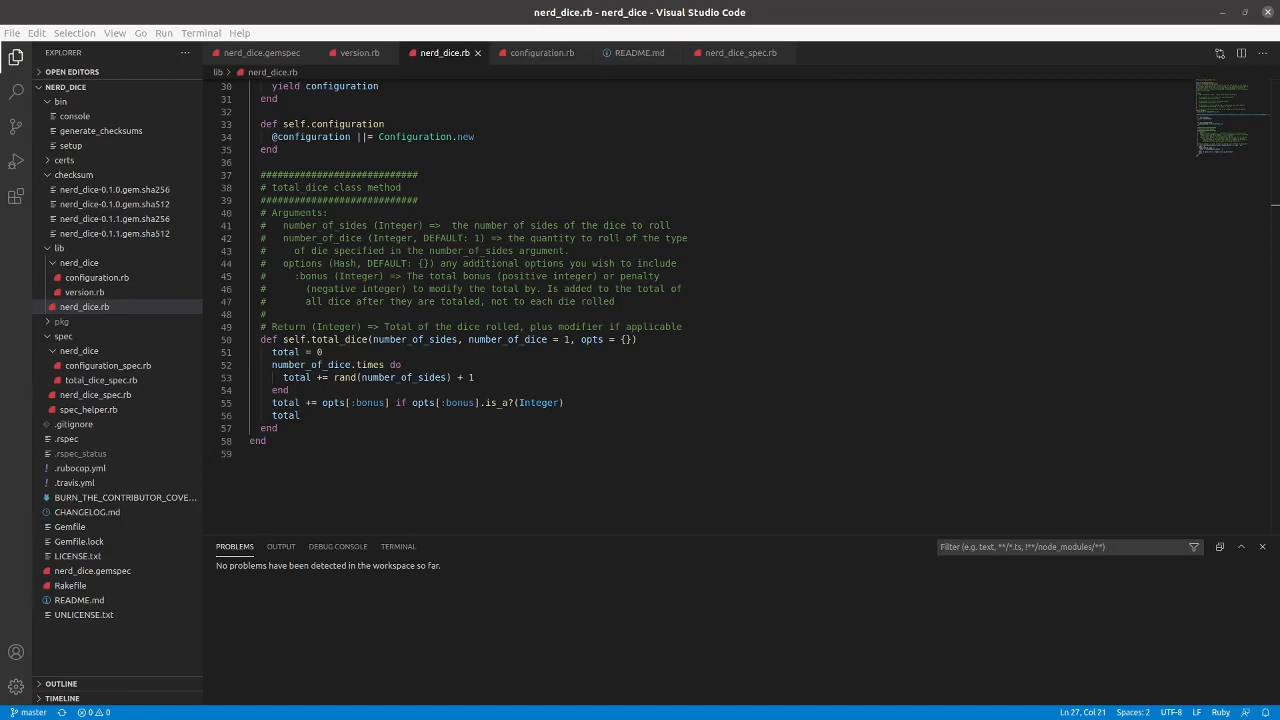 nerd_dice.rb - nerd_dice - Visual Studio Code
File Edit Selection View Go Run Terminal Help
EXPLORER
OPEN EDITORS
NERD_DICE
bin
console
generate_checksums
setup
certs
checksum
nerd_dice-0.1.0.gem.sha256
nerd_dice-0.1.0.gem.sha512
nerd_dice-0.1.1.gem.sha256
nerd_dice-0.1.1.gem.sha512
lib
nerd_dice
configuration.rb
version.rb
nerd_dice.rb
pkg
spec
nerd_dice
configuration_spec.rb
total_dice_spec.rb
nerd_dice_spec.rb
spec_helper.rb
.gitignore
.rspec
.rspec_status
.rubocop.yml
.travis.yml
BURN_THE_CONTRIBUTOR_COVE...
CHANGELOG.md
Gemfile
Gemfile.lock
LICENSE.txt
nerd_dice.gemspec
Rakefile
README.md
UNLICENSE.txt
OUTLINE
TIMELINE
nerd_dice.gemspec version.rb nerd_dice.rb configuration.rb README.md nerd_dice_spec.rb
lib > nerd_dice.rb
30 yield configuration
31 end
32
33 def self.configuration
34 @configuration ||= Configuration.new
35 end
36
37 ############################
38 # total_dice class method
39 ############################
40 # Arguments:
41 #   number_of_sides (Integer) =>  the number of sides of the dice to roll
42 #   number_of_dice (Integer, DEFAULT: 1) => the quantity to roll of the type
43 #     of die specified in the number_of_sides argument.
44 #   options (Hash, DEFAULT: {}) any additional options you wish to include
45 #     :bonus (Integer) => The total bonus (positive integer) or penalty
46 #       (negative integer) to modify the total by. Is added to the total of
47 #       all dice after they are totaled, not to each die rolled
48 #
49 # Return (Integer) => Total of the dice rolled, plus modifier if applicable
50 def self.total_dice(number_of_sides, number_of_dice = 1, opts = {})
51 total = 0
52 number_of_dice.times do
53 total += rand(number_of_sides) + 1
54 end
55 total += opts[:bonus] if opts[:bonus].is_a?(Integer)
56 total
57 end
58 end
59
PROBLEMS OUTPUT DEBUG CONSOLE TERMINAL
Filter (e.g. text, **/*.ts, !**/node_modules/**)
No problems have been detected in the workspace so far.
master 0 0 Ln 27, Col 21 Spaces: 2 UTF-8 LF Ruby